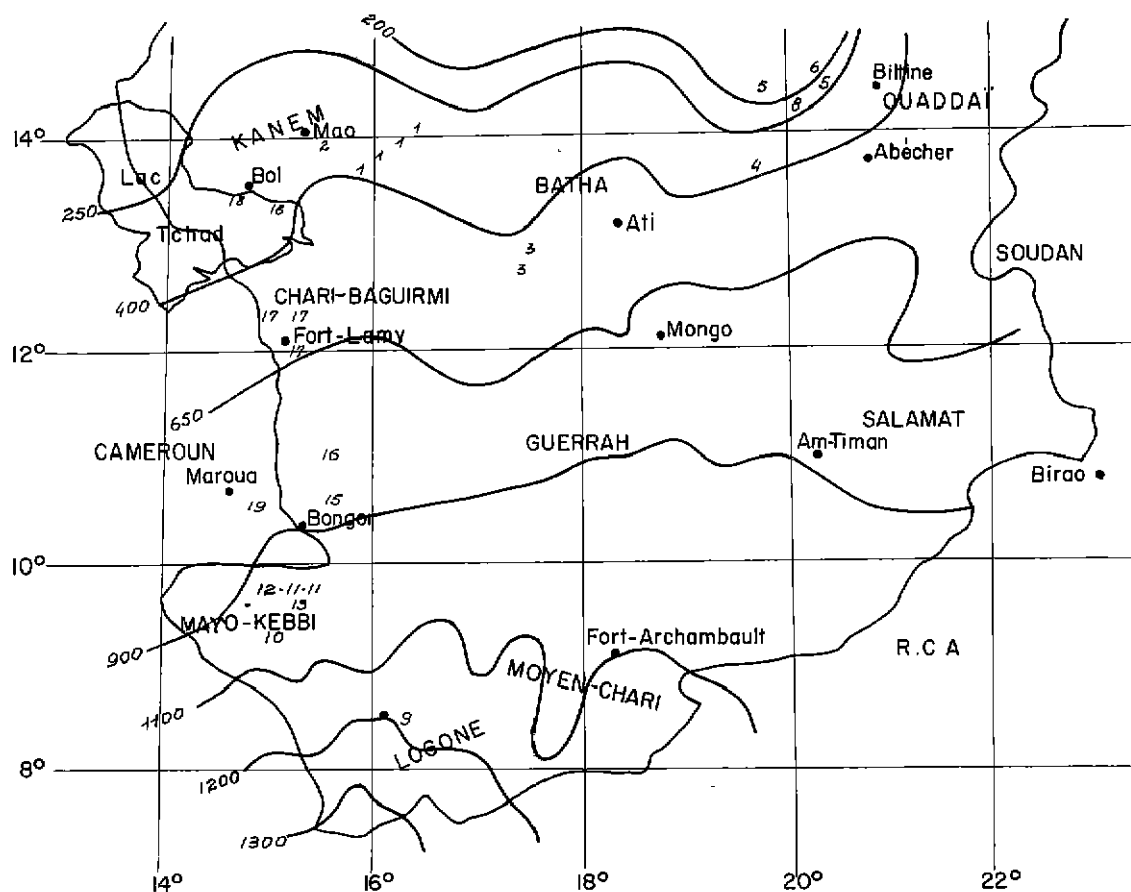 200
Biltine
5
6
5
8
OUADDAÏ
KANEM
Mao
1
2
1
14°
Abécher
4
1
Lac
Bol
18
18
BATHA
250
Ati
Tchad
3
3
SOUDAN
400
CHARI-BAGUIRMI
17 17
Fort-Lamy
17
Mongo
12°
650
SALAMAT
GUERRAH
CAMEROUN
Am-Timan
16
Maroua
Birao
19
15
Bongor
10°
12-11-11
13
MAYO-KEBBI
10
900
Fort-Archambault
R.C A
MOYEN-CHARI
1100
9
LOGONE
8°
1200
1300
14°
16°
18°
20°
22°